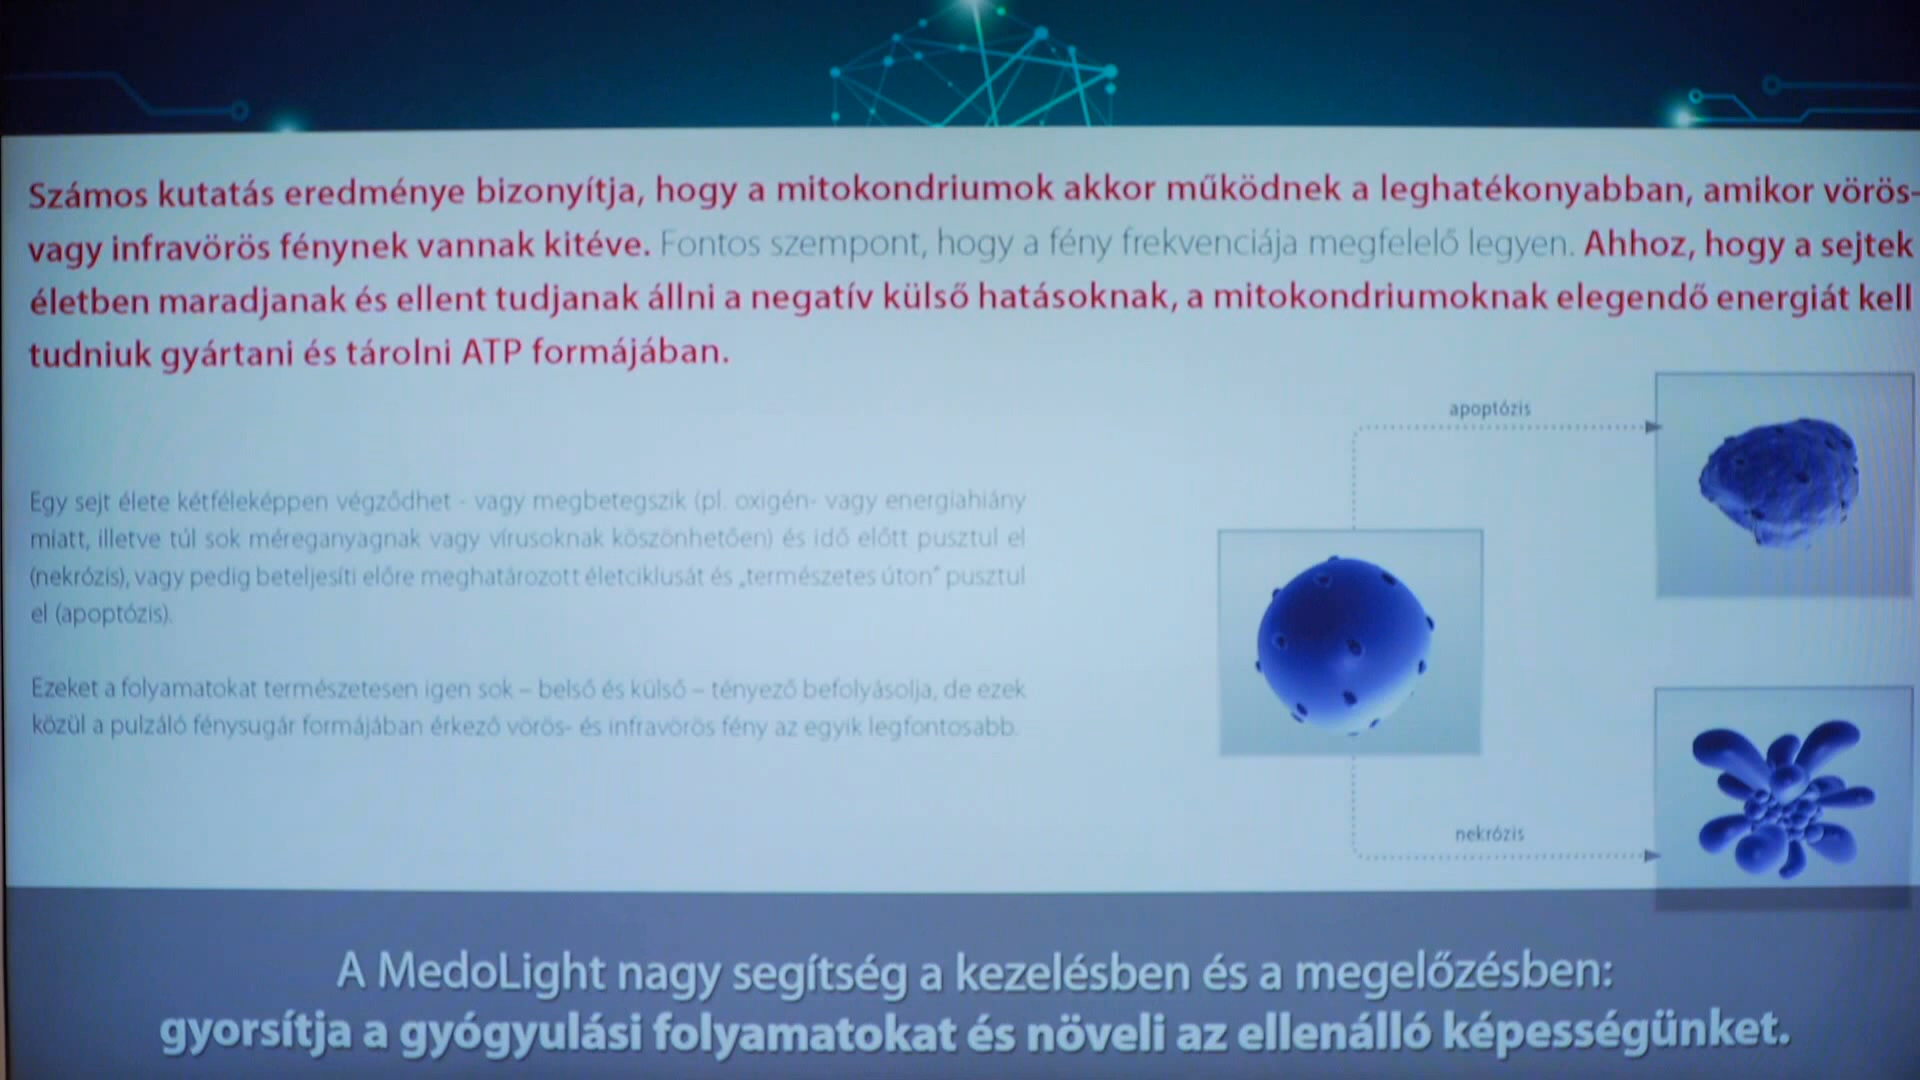 Számos kutatás eredménye bizonyítja, hogy a mitokondriumok akkor működnek a leghatékonyabban, amikor vörös-
vagy infravörös fénynek vannak kitéve. Fontos szempont, hogy a fény frekvenciája megfelelő legyen. Ahhoz, hogy a sejtek
életben maradjanak és ellent tudjanak állni a negatív külső hatásoknak, a mitokondriumoknak elegendő energiát kell
tudniuk gyártani és tárolni ATP formájában.
apoptózis
Egy sejt élete kétféleképpen végződhet - vagy megbetegszik (pl. oxigén- vagy energiahiány
miatt, illetve túl sok méreganyagnak vagy vírusoknak köszönhetően) és idő előtt pusztul el
(nekrózis), vagy pedig beteljesíti előre meghatározott életciklusát és „természetes úton" pusztul
el (apoptózis).
Ezeket a folyamatokat természetesen igen sok – belső és külső – tényező befolyásolja, de ezek
közül a pulzáló fénysugár formájában érkező vörös- és infravörös fény az egyik legfontosabb.
nekrózis
A MedoLight nagy segítség a kezelésben és a megelőzésben:
gyorsítja a gyógyulási folyamatokat és növeli az ellenálló képességünket.